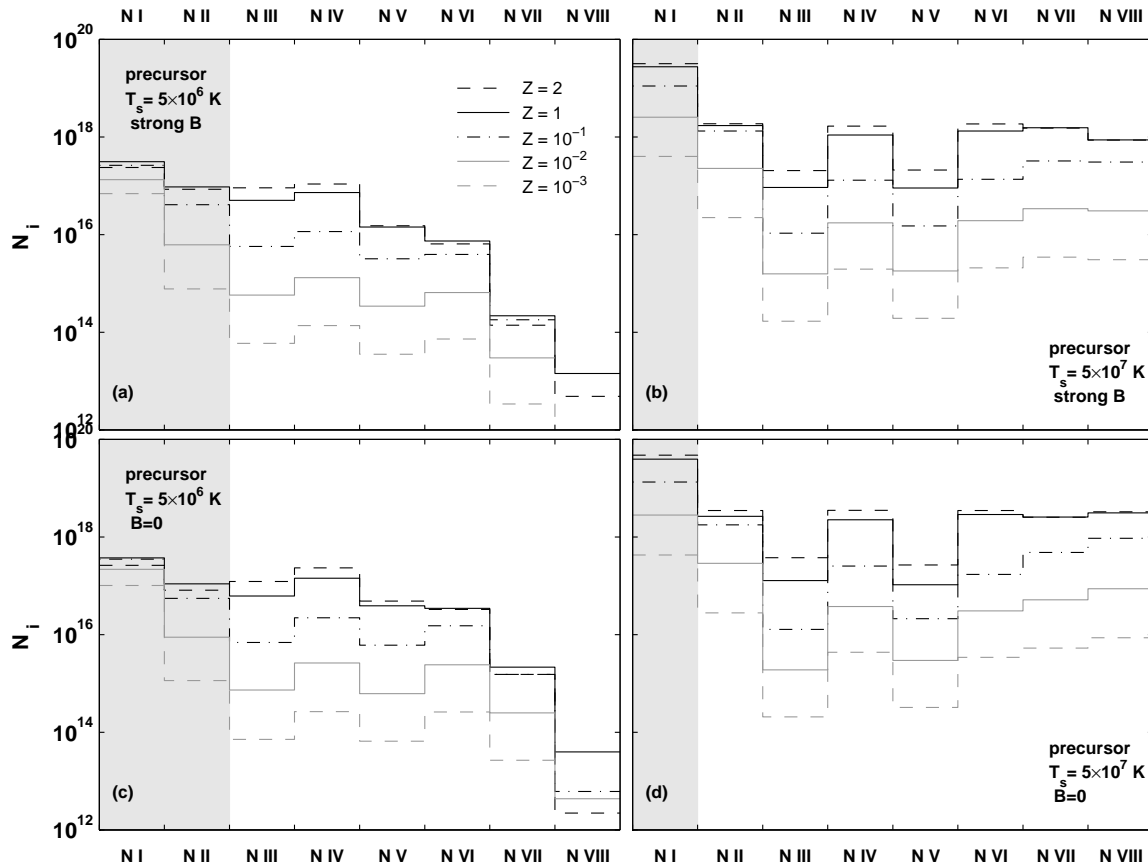 N I N II N III N IV N V N VI N VII N VIII N I N II N III N IV N V N VI N VII N VIII
10^20
precursor
T_s = 5×10^6 K
strong B
Z = 2
Z = 1
Z = 10^-1
Z = 10^-2
Z = 10^-3
10^18
10^16
N_i
10^14
10^12
(a)
(b)
precursor
T_s = 5×10^7 K
strong B
10^20
precursor
T_s = 5×10^6 K
B=0
10^18
10^16
N_i
10^14
10^12
(c)
(d)
precursor
T_s = 5×10^7 K
B=0
N I N II N III N IV N V N VI N VII N VIII N I N II N III N IV N V N VI N VII N VIII